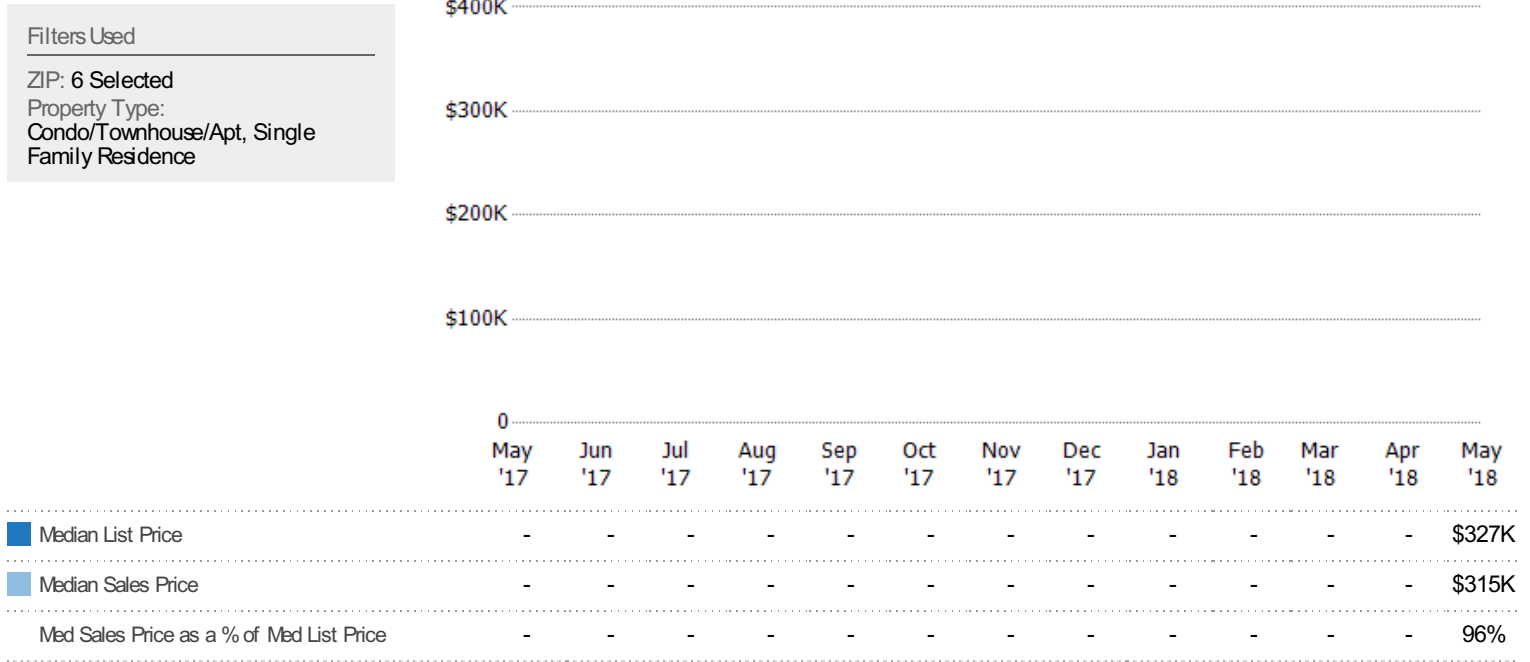 Filters Used
ZIP: 6 Selected
Property Type:
Condo/Townhouse/Apt, Single
Family Residence
$400K
$300K
$200K
$100K
0
May Jun Jul Aug Sep Oct Nov Dec Jan Feb Mar Apr May
'17 '17 '17 '17 '17 '17 '17 '17 '18 '18 '18 '18 '18
Median List Price - - - - - - - - - - - - $327K
Median Sales Price - - - - - - - - - - - - $315K
Med Sales Price as a % of Med List Price - - - - - - - - - - - - 96%